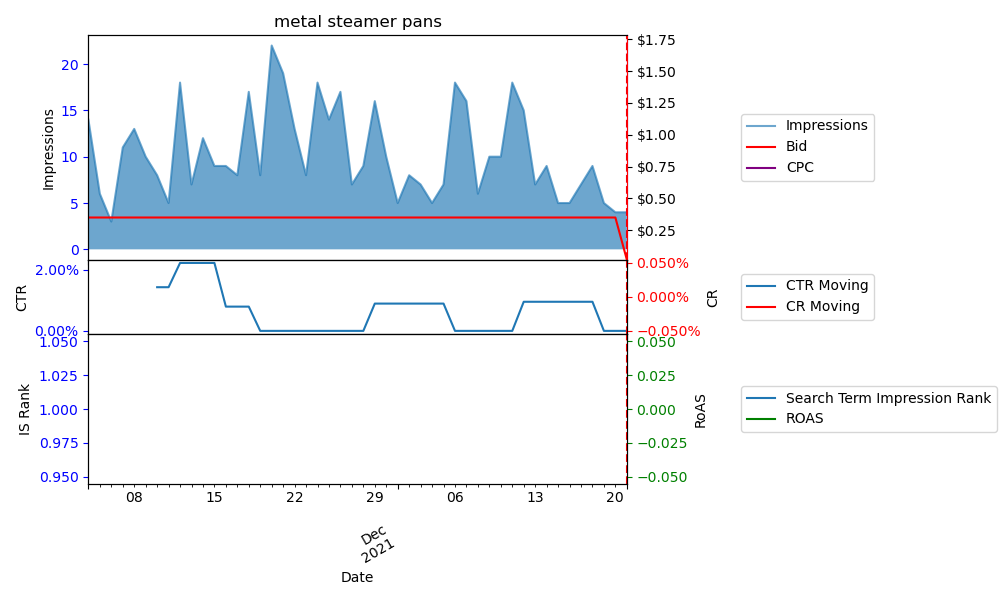 metal steamer pans
Impressions
20
15
10
5
0
$1.75
$1.50
$1.25
$1.00
$0.75
$0.50
$0.25
Impressions
Bid
CPC
CTR
2.00%
0.00%
0.050%
0.000%
−0.050%
CR
CTR Moving
CR Moving
IS Rank
1.050
1.025
1.000
0.975
0.950
0.050
0.025
0.000
−0.025
−0.050
RoAS
Search Term Impression Rank
ROAS
08 15 22 29 06 13 20
Dec
2021
Date